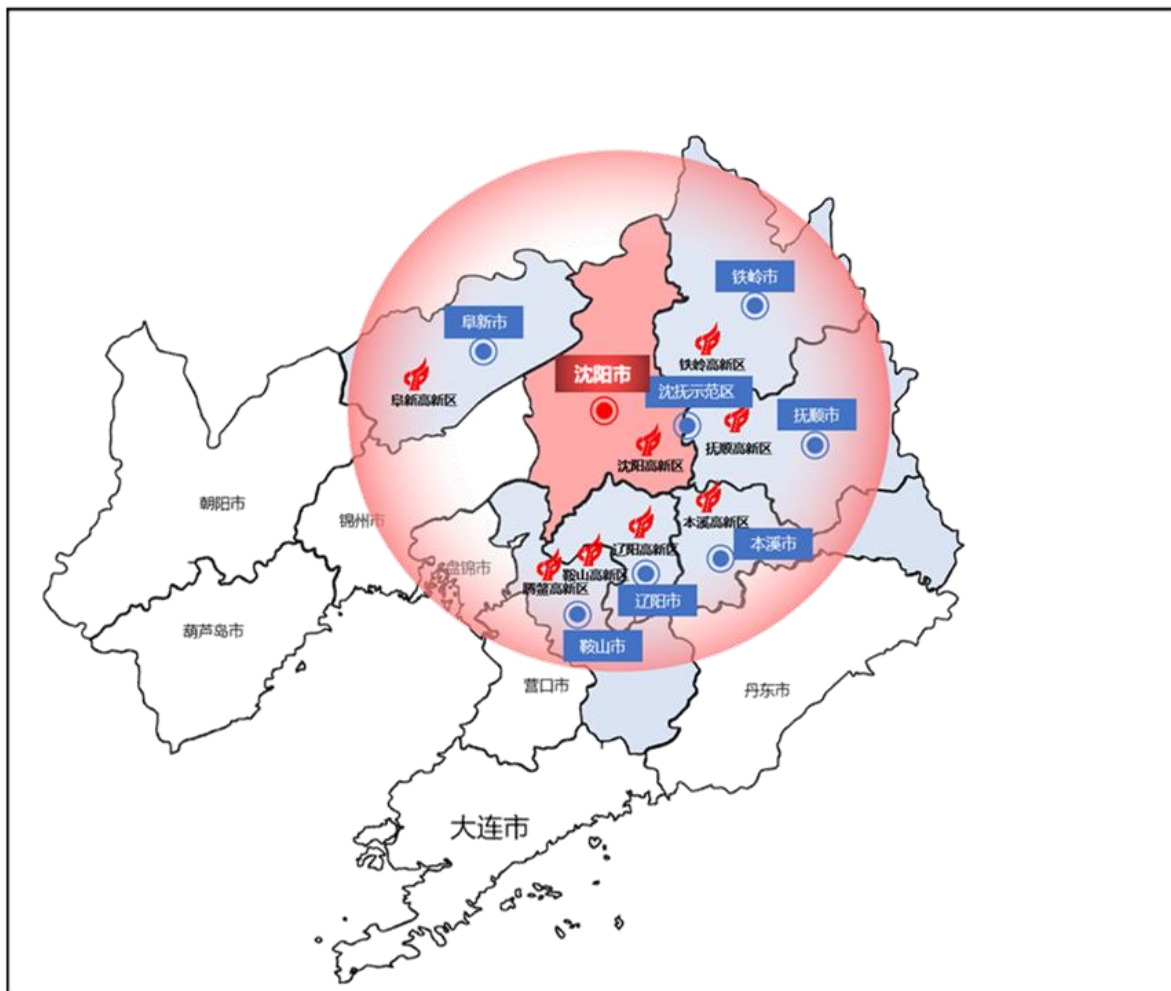 铁岭市
阜新市
铁岭高新区
沈阳市
阜新高新区
沈抚示范区
抚顺市
抚顺高新区
沈阳高新区
朝阳市
锦州市
本溪高新区
本溪市
辽阳高新区
盘锦市
鞍山高新区
腾鳌高新区
辽阳市
葫芦岛市
鞍山市
营口市
丹东市
大连市